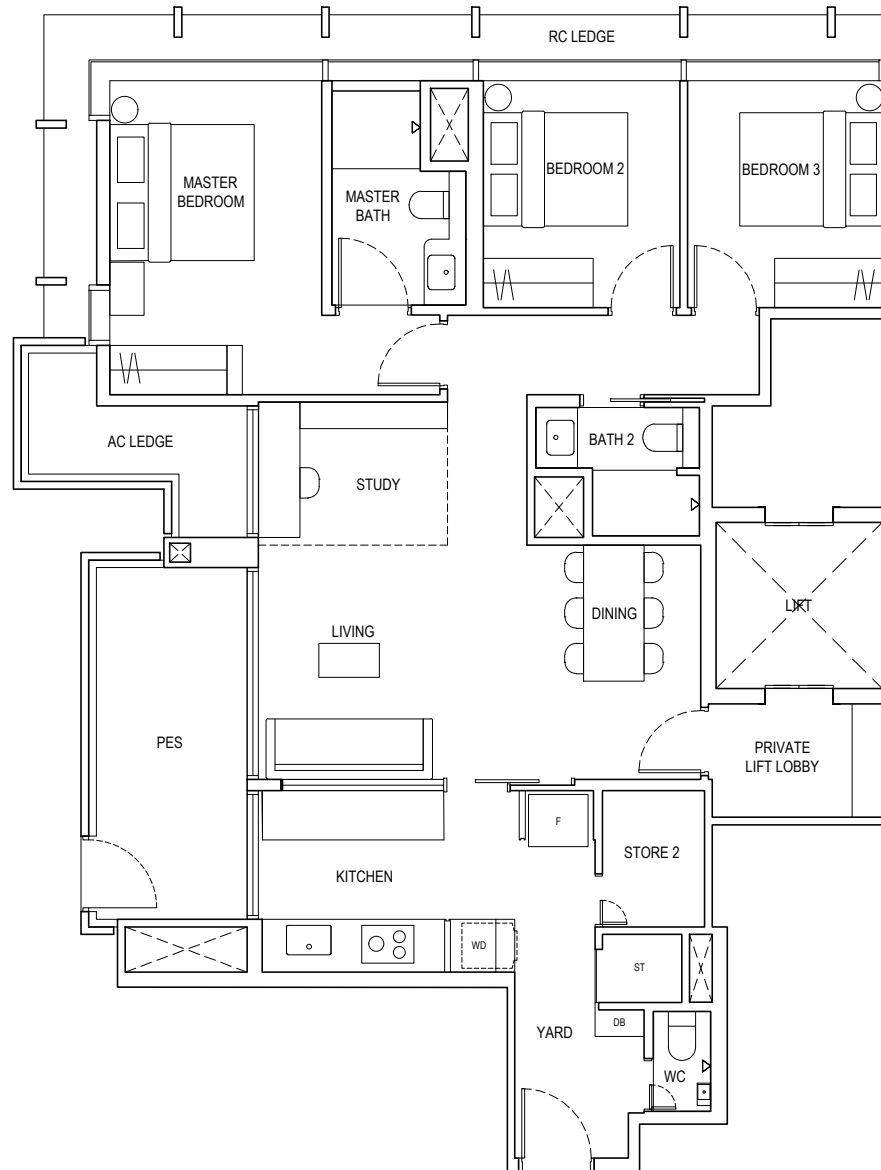 RC LEDGE
MASTER
BEDROOM
MASTER
BATH
BEDROOM 2
BEDROOM 3
AC LEDGE
STUDY
BATH 2
LIVING
DINING
LIFT
PES
PRIVATE
LIFT LOBBY
F
STORE 2
KITCHEN
WD
ST
DB
YARD
WC